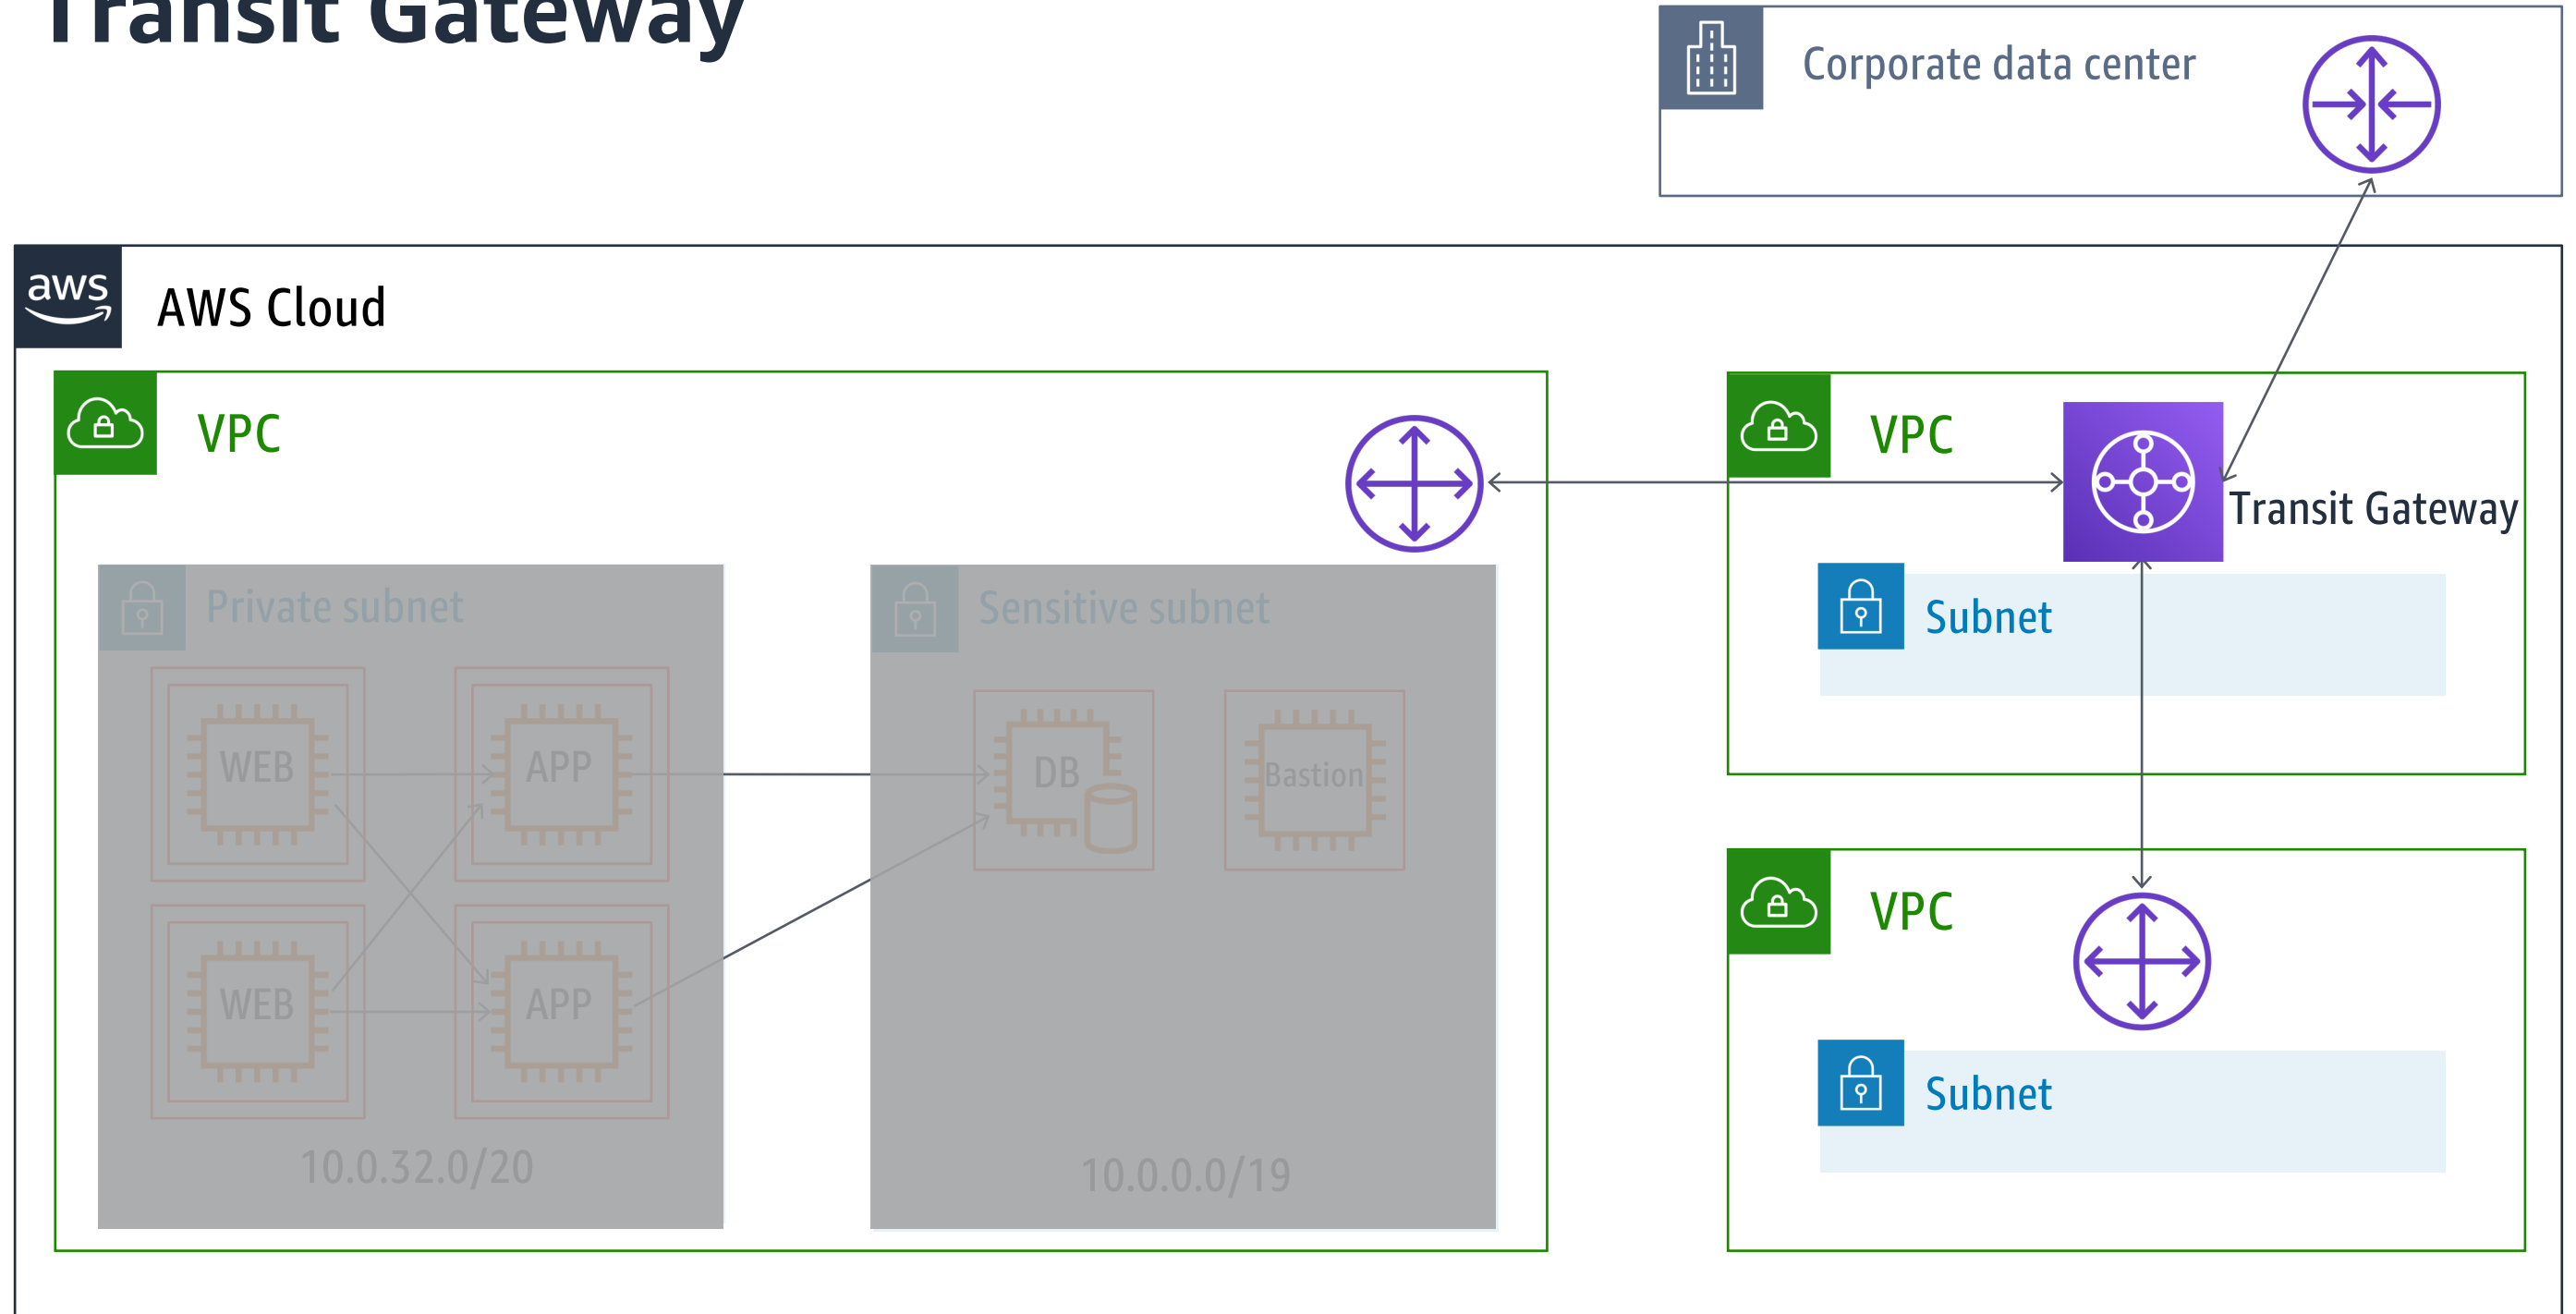 Transit Gateway
Corporate data center
aws
AWS Cloud
VPC
VPC
Transit Gateway
Private subnet
Sensitive subnet
Subnet
WEB
APP
DB
Bastion
VPC
WEB
APP
Subnet
10.0.32.0/20
10.0.0.0/19